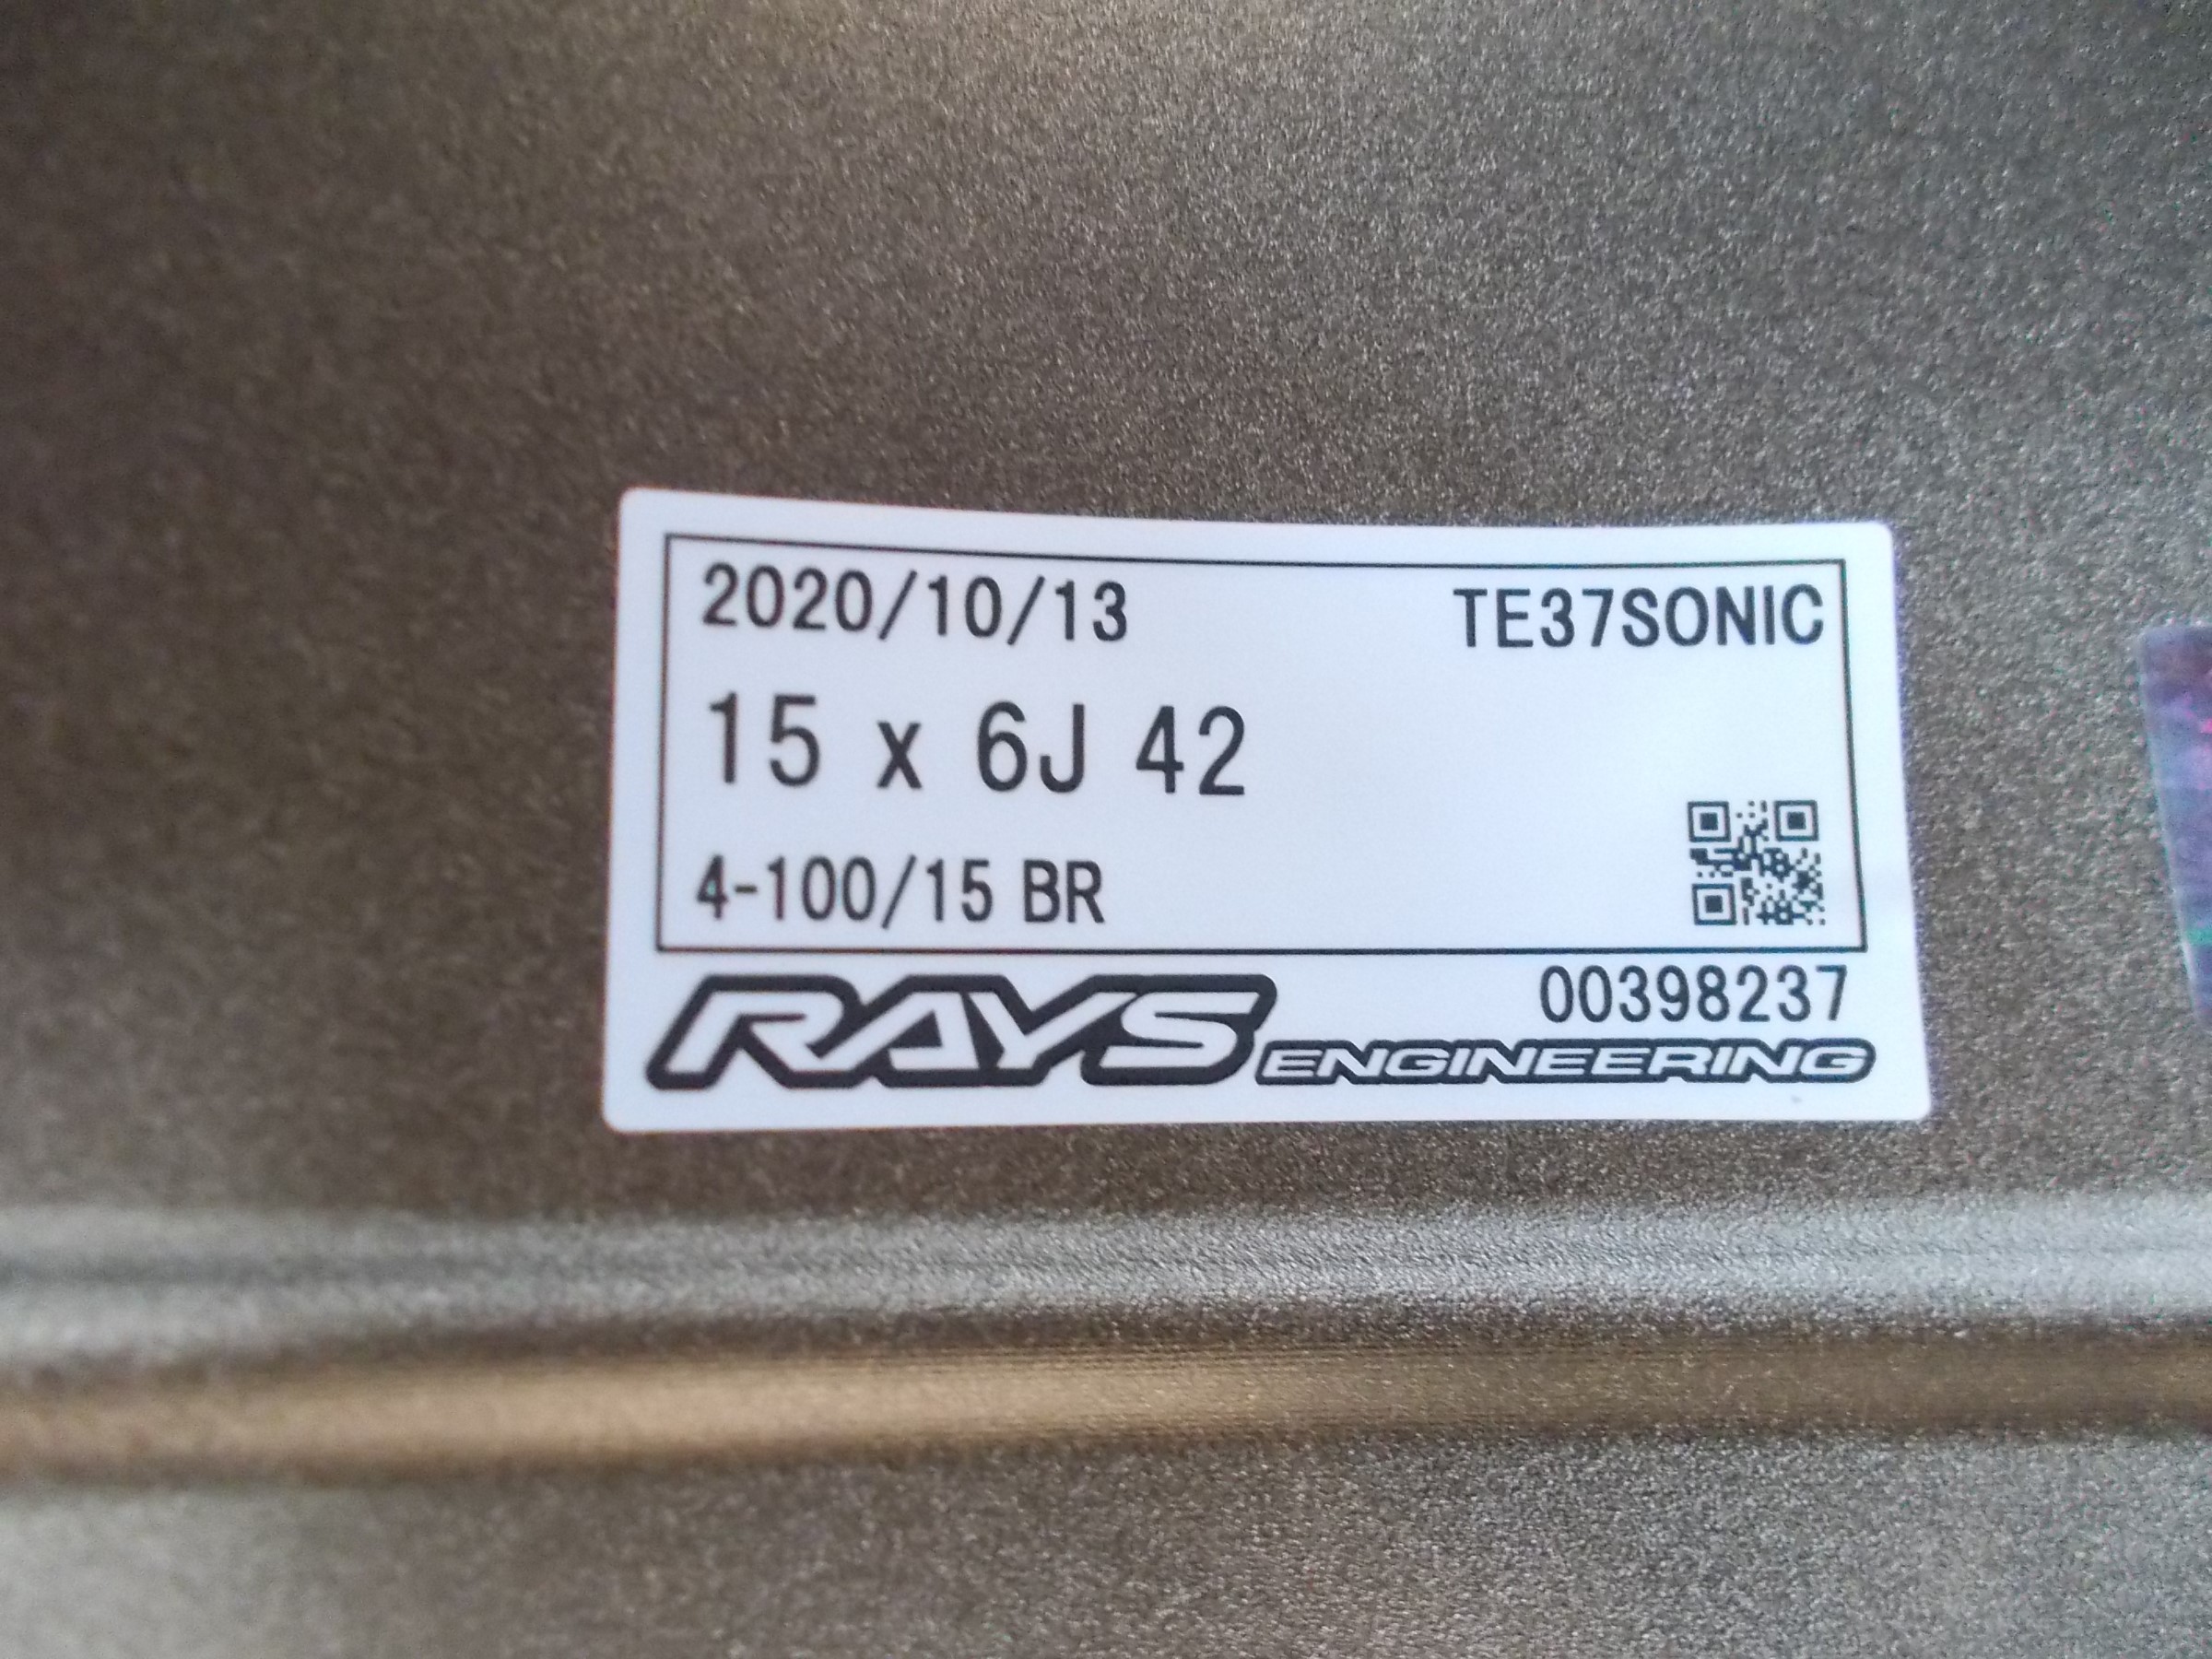 2020/10/13 TE37SONIC
15 x 6J 42
4-100/15 BR
00398237
RAYS ENGINEERING